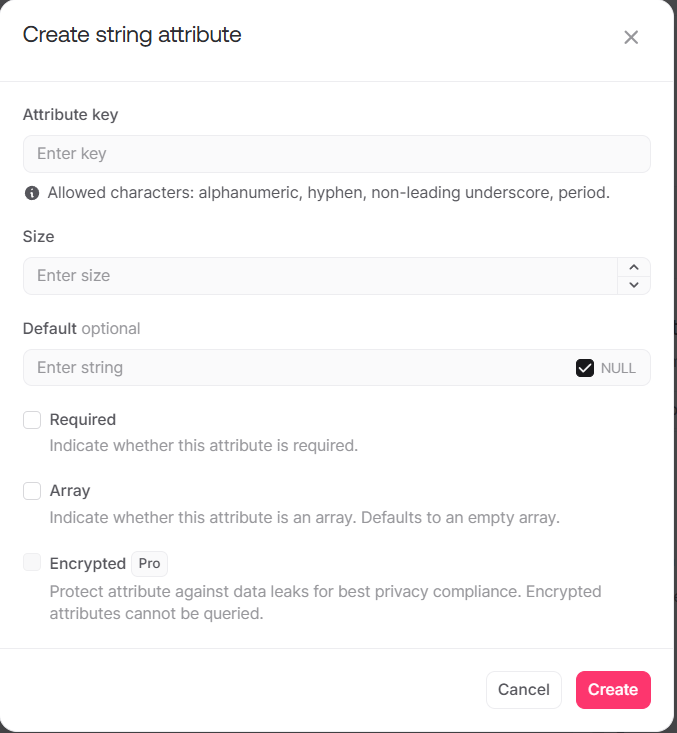 Create string attribute
Attribute key
Enter key
Allowed characters: alphanumeric, hyphen, non-leading underscore, period.
Size
Enter size
Default optional
Enter string
NULL
Required
Indicate whether this attribute is required.
Array
Indicate whether this attribute is an array. Defaults to an empty array.
Encrypted Pro
Protect attribute against data leaks for best privacy compliance. Encrypted
attributes cannot be queried.
Cancel Create